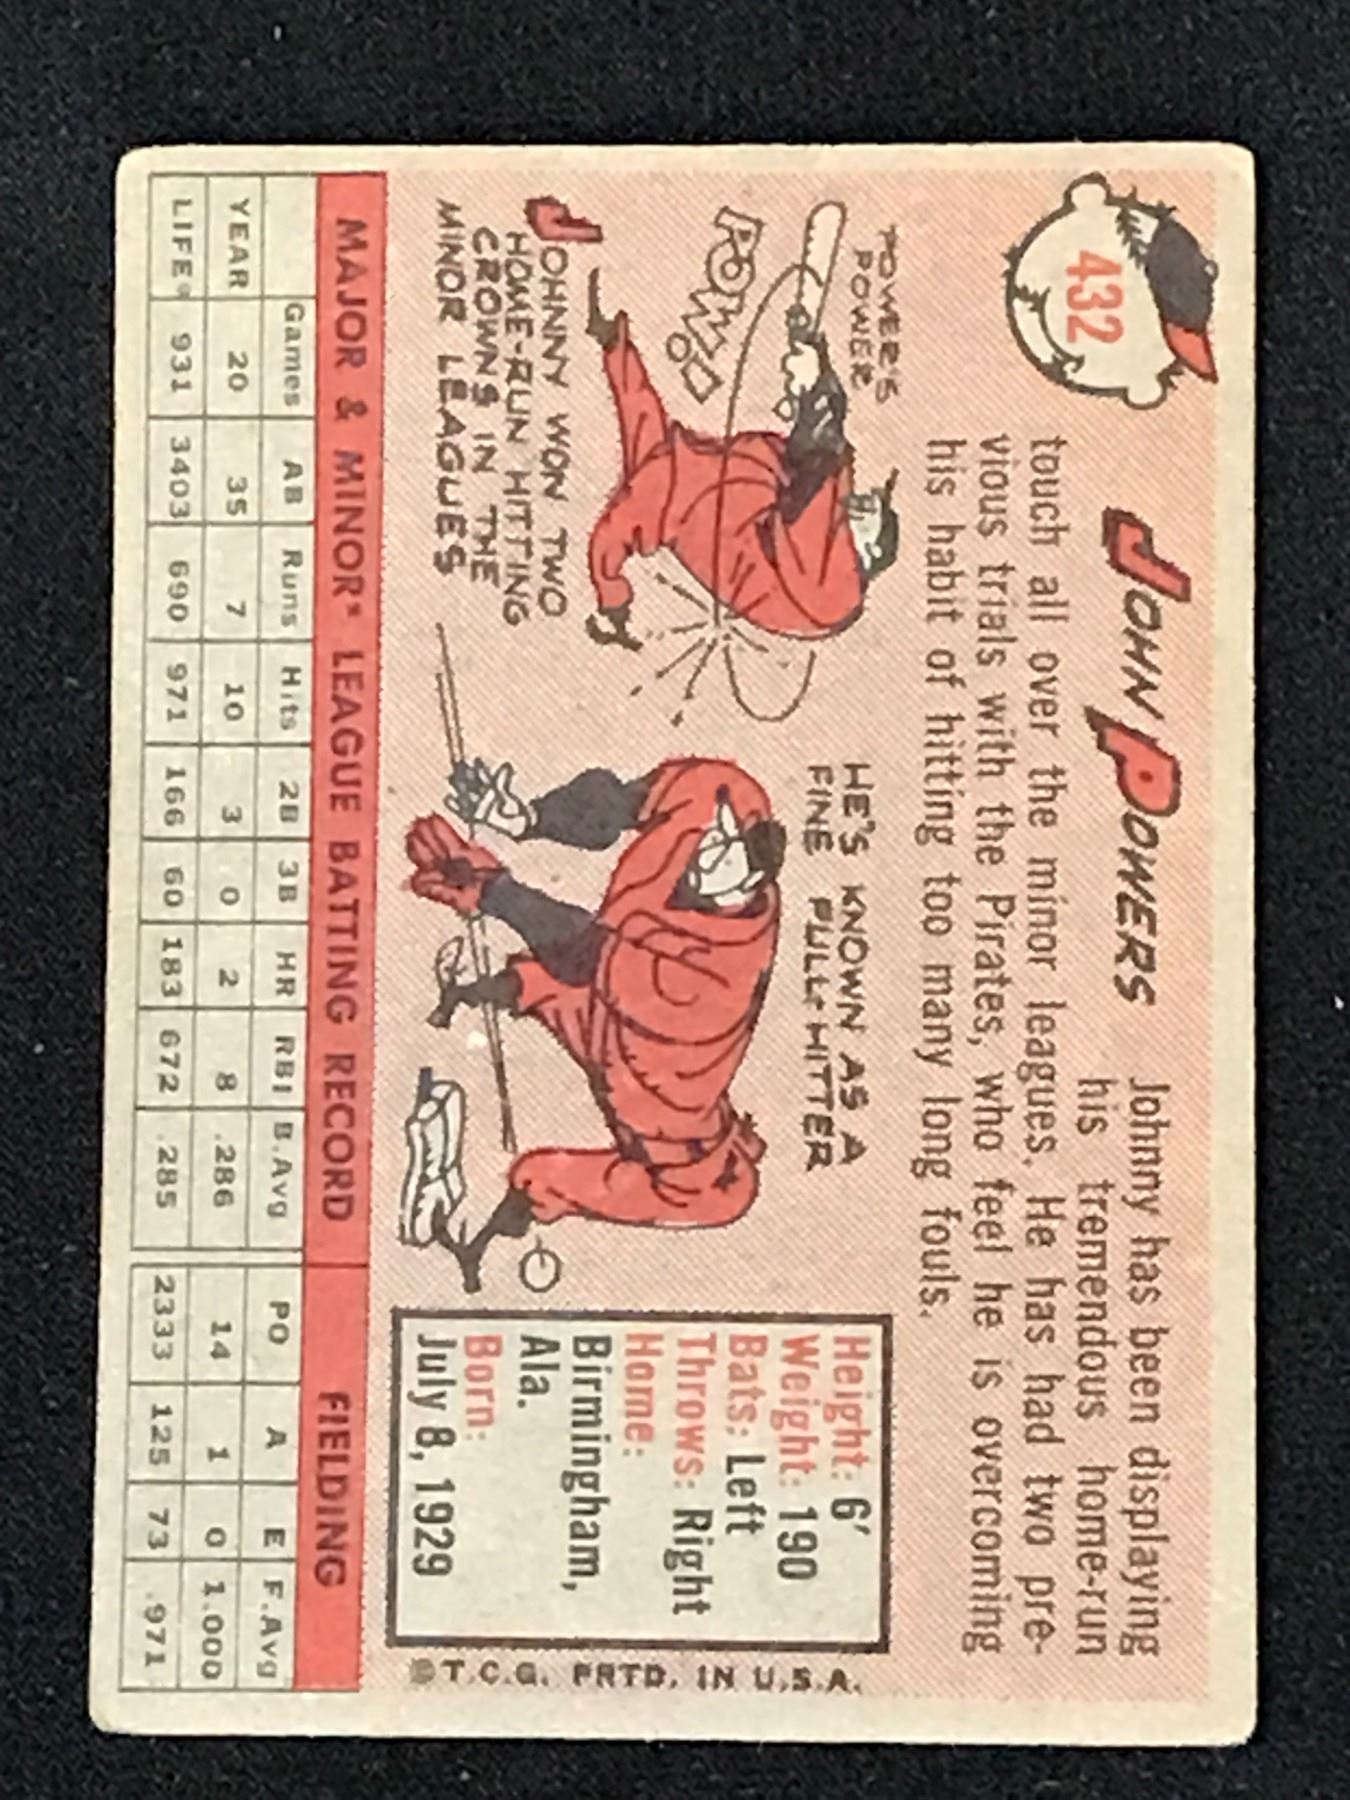 432
JOHN POWERS
Johnny has been displaying
his tremendous home-run
touch all over the minor leagues. He has had two pre-
vious trials with the Pirates, who feel he is overcoming
his habit of hitting too many long fouls.
POWER'S
POWER
POW!
JOHNNY WON TWO
HOME-RUN HITTING
CROWNS IN THE
MINOR LEAGUES
HE'S KNOWN AS A
FINE PULL-HITTER
Height: 6'
Weight: 190
Bats: Left
Throws: Right
Home:
Birmingham,
Ala.
Born:
July 8, 1929
©T.C.G. PRTD. IN U.S.A.
MAJOR & MINOR* LEAGUE BATTING RECORD FIELDING
Games AB Runs Hits 2B 3B HR RBI B.Avg PO A E F.Avg
YEAR 20 35 7 10 3 0 2 8 .286 14 1 0 1.000
LIFE* 931 3403 690 971 166 60 183 672 .285 2333 125 73 .971